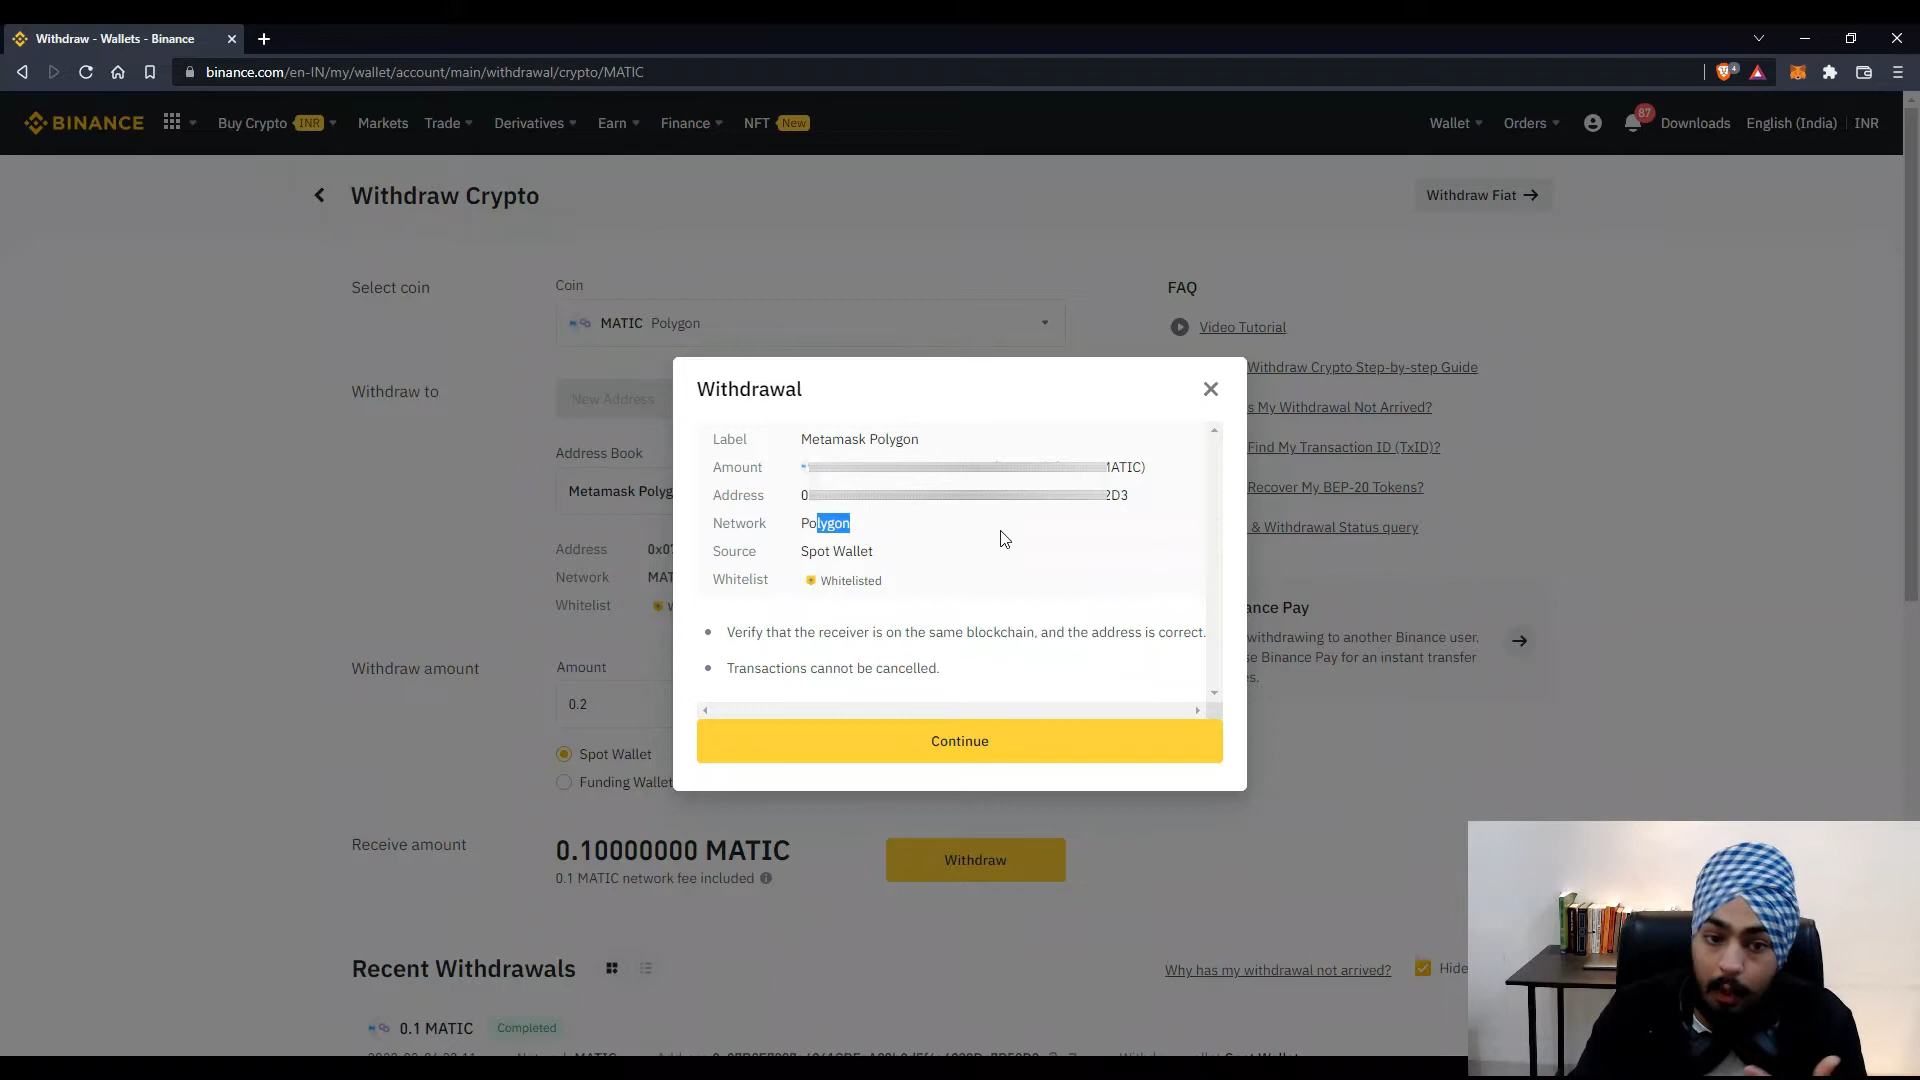 Withdraw - Wallets - Binance
binance.com/en-IN/my/wallet/account/main/withdrawal/crypto/MATIC
4
BINANCE
Buy Crypto INR
Markets
Trade
Derivatives
Earn
Finance
NFT New
Wallet
Orders
87
Downloads
English (India)
INR
Withdraw Crypto
Withdraw Fiat
Select coin
Coin
MATIC Polygon
FAQ
Video Tutorial
Withdraw Crypto Step-by-step Guide
s My Withdrawal Not Arrived?
Find My Transaction ID (TxID)?
Recover My BEP-20 Tokens?
& Withdrawal Status query
Withdraw to
New Address
Address Book
Metamask Polyg
Address 0x0
Network MAT
Whitelist
Withdrawal
Label Metamask Polygon
Amount MATIC)
Address 0 2D3
Network Polygon
Source Spot Wallet
Whitelist Whitelisted
Verify that the receiver is on the same blockchain, and the address is correct.
Transactions cannot be cancelled.
Continue
ance Pay
withdrawing to another Binance user.
se Binance Pay for an instant transfer
es.
Withdraw amount
Amount
0.2
Spot Wallet
Funding Wallet
Receive amount
0.10000000 MATIC
0.1 MATIC network fee included
Withdraw
Recent Withdrawals
Why has my withdrawal not arrived?
Hide
0.1 MATIC Completed